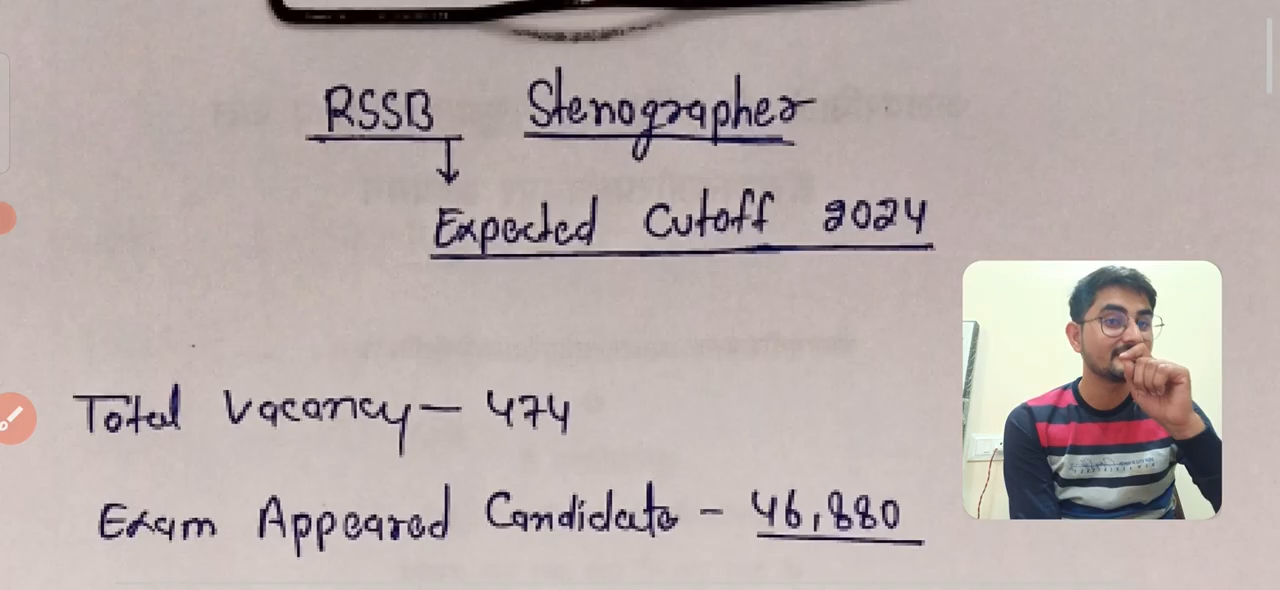 RSSB Stenographer
Expected Cutoff 2024
Total Vacancy - 474
Exam Appeared Candidate - 46,880